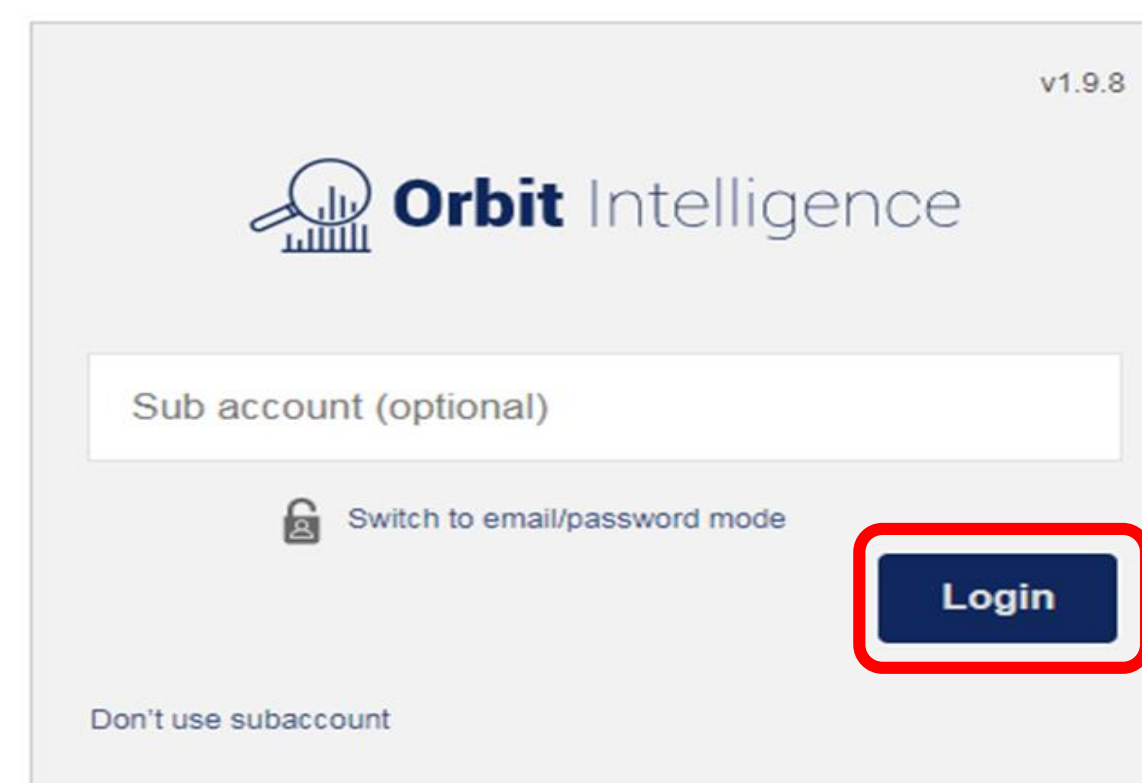 v1.9.8
Orbit Intelligence
Sub account (optional)
Switch to email/password mode
Login
Don't use subaccount